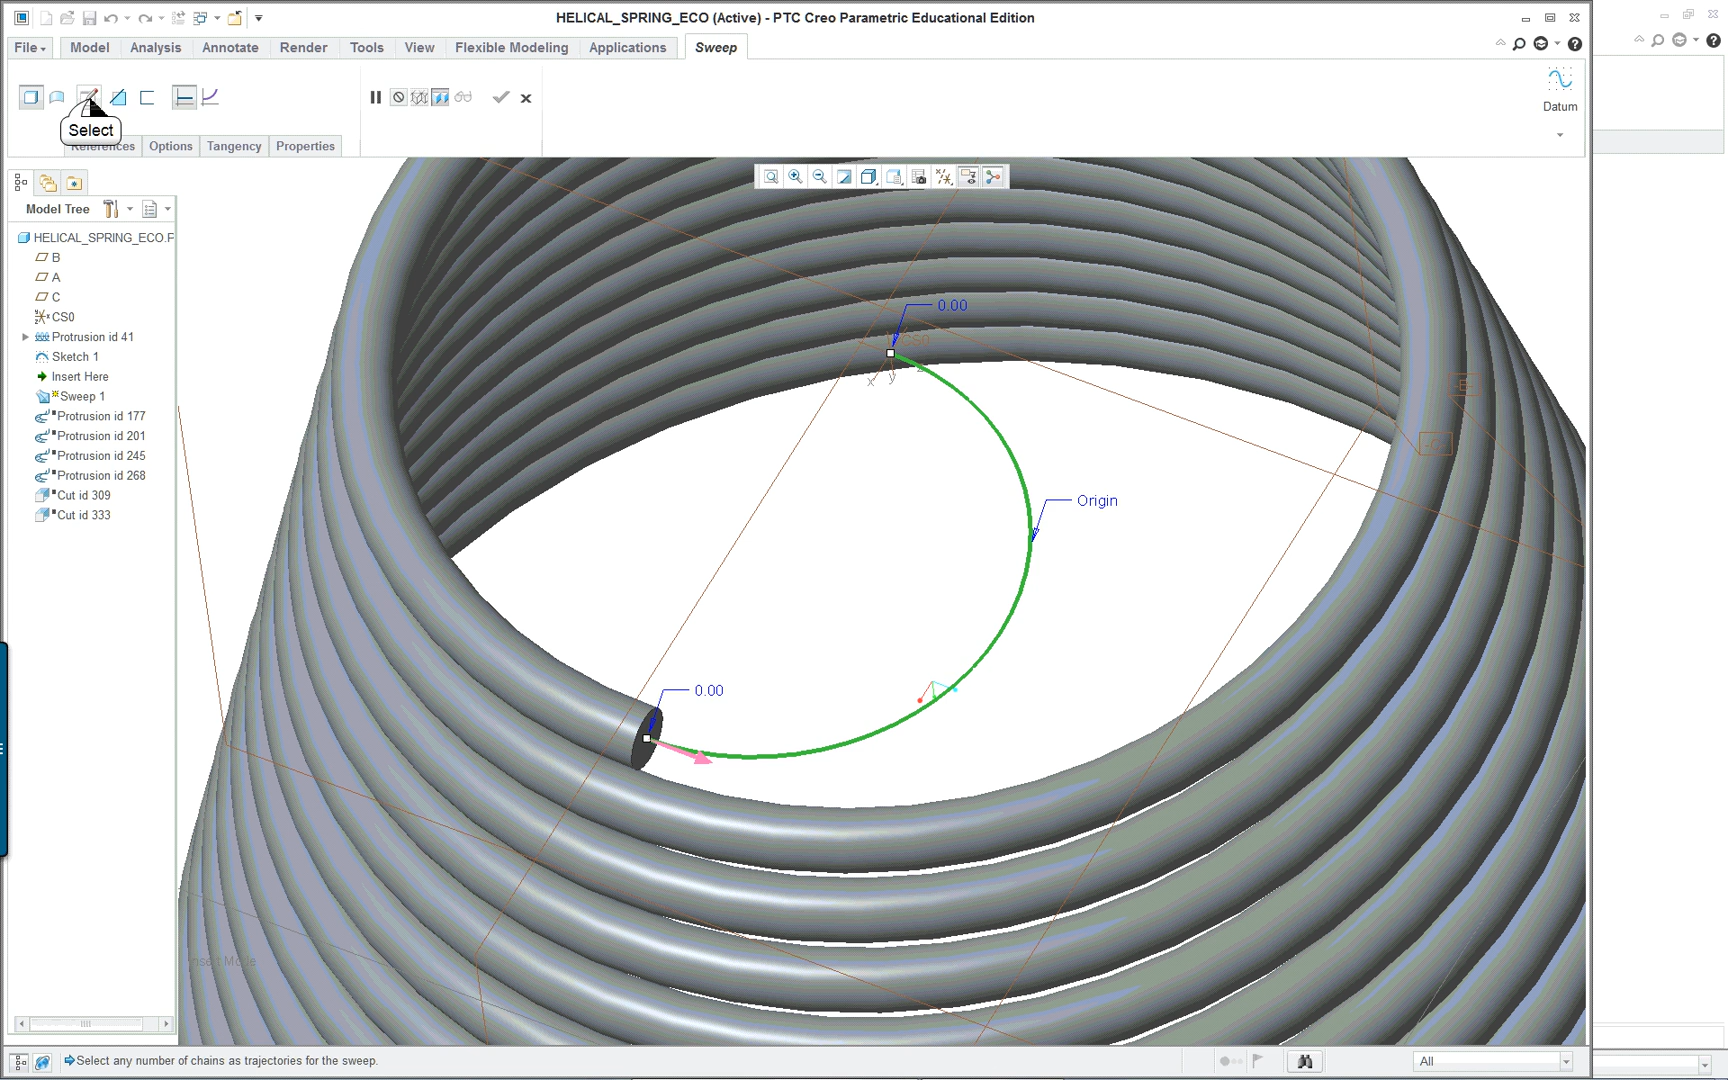 HELICAL_SPRING_ECO (Active) - PTC Creo Parametric Educational Edition
File
Model
Analysis
Annotate
Render
Tools
View
Flexible Modeling
Applications
Sweep
Select
References
Options
Tangency
Properties
Datum
Model Tree
HELICAL_SPRING_ECO.P
B
A
C
CS0
Protrusion id 41
Sketch 1
Insert Here
Sweep 1
Protrusion id 177
Protrusion id 201
Protrusion id 245
Protrusion id 268
Cut id 309
Cut id 333
0.00
CS0
x
y
Origin
0.00
Insert Mode
Select any number of chains as trajectories for the sweep.
All